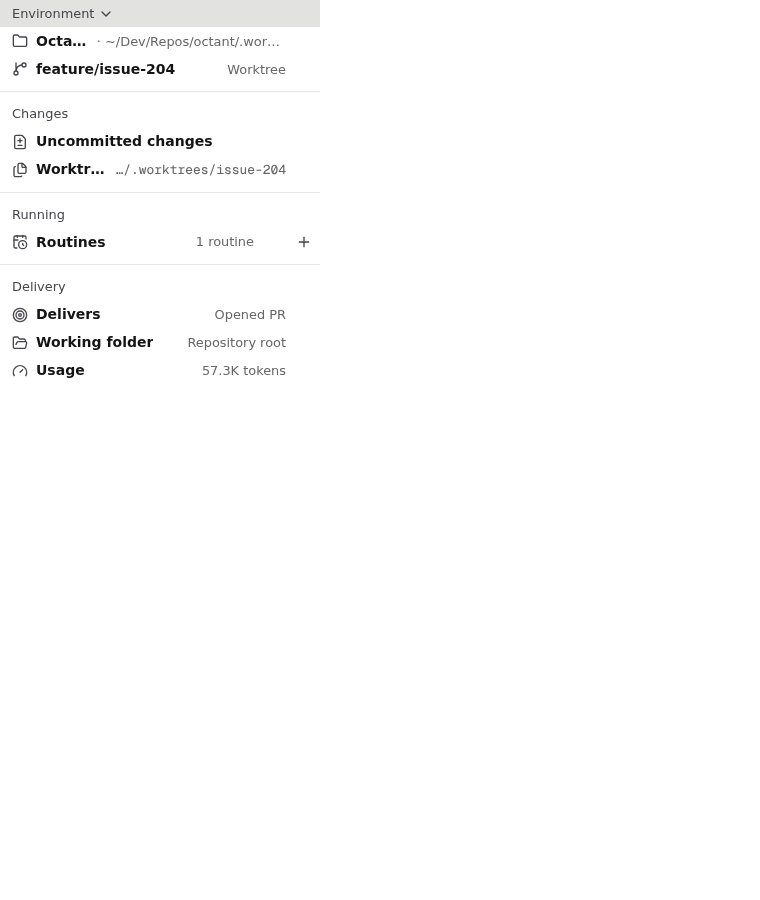 Environment
Octa… · ~/Dev/Repos/octant/.wor…
feature/issue-204 Worktree
Changes
Uncommitted changes
Worktr… …/.worktrees/issue-204
Running
Routines 1 routine
Delivery
Delivers Opened PR
Working folder Repository root
Usage 57.3K tokens